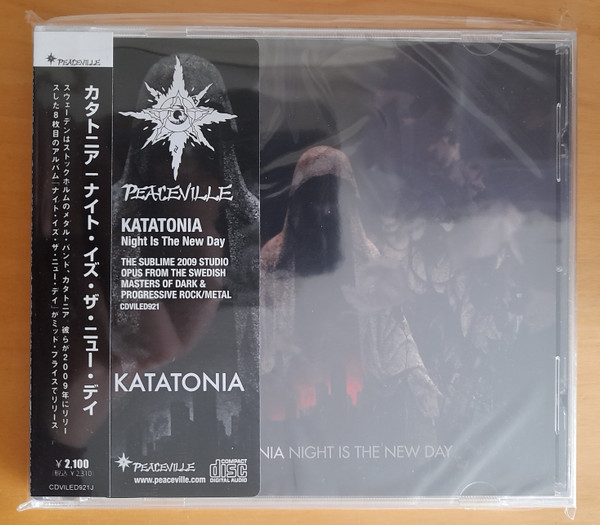 PEACEVILLE
カタトニア ーナイト・イズ・ザ・ニュー・デイ
スウェーデンはストックホルムのメタル・バンド、カタトニア 彼らが2009年にリリー
スした8枚目のアルバム「ナイト・イズ・ザ・ニュー・デイ」がミッド・プライスでリリース
¥2,100
(税込 ¥2,310)
CDVILED921J
PEACEVILLE
KATATONIA
Night Is The New Day
THE SUBLIME 2009 STUDIO
OPUS FROM THE SWEDISH
MASTERS OF DARK &
PROGRESSIVE ROCK/METAL
CDVILED921
KATATONIA
PEACEVILLE
www.peaceville.com
COMPACT
disc
DIGITAL AUDIO
NIA NIGHT IS THE NEW DAY